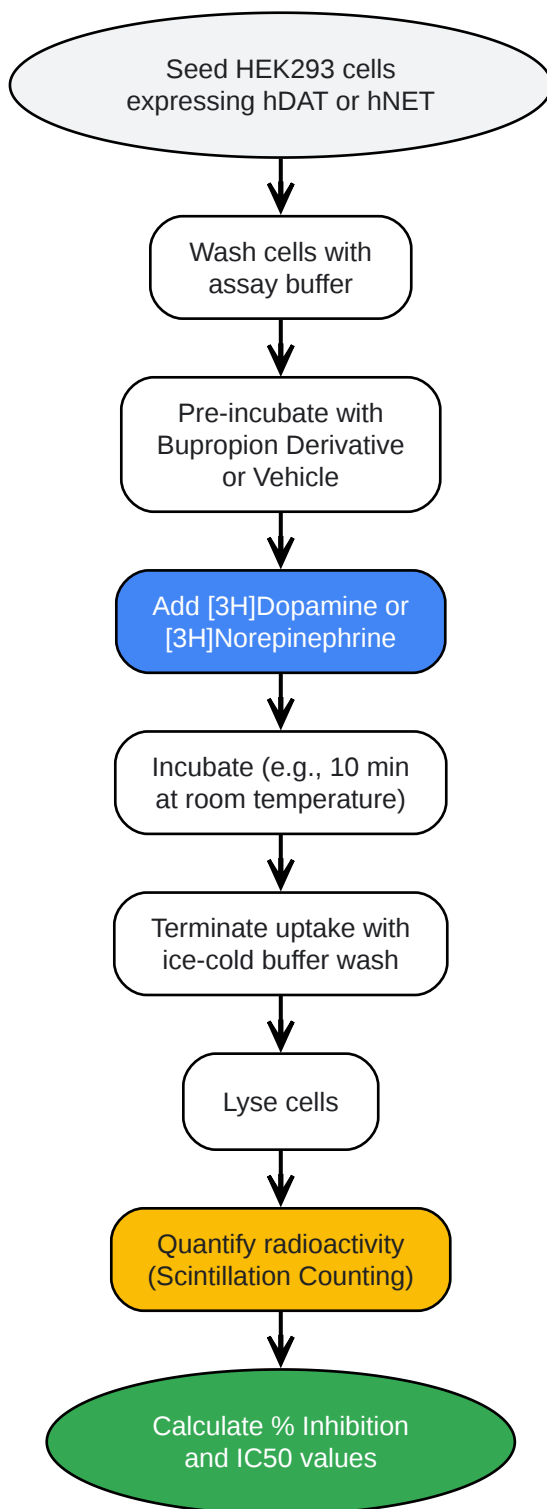 Seed HEK293 cells
expressing hDAT or hNET
Wash cells with
assay buffer
Pre-incubate with
Bupropion Derivative
or Vehicle
Add [3H]Dopamine or
[3H]Norepinephrine
Incubate (e.g., 10 min
at room temperature)
Terminate uptake with
ice-cold buffer wash
Lyse cells
Quantify radioactivity
(Scintillation Counting)
Calculate % Inhibition
and IC50 values